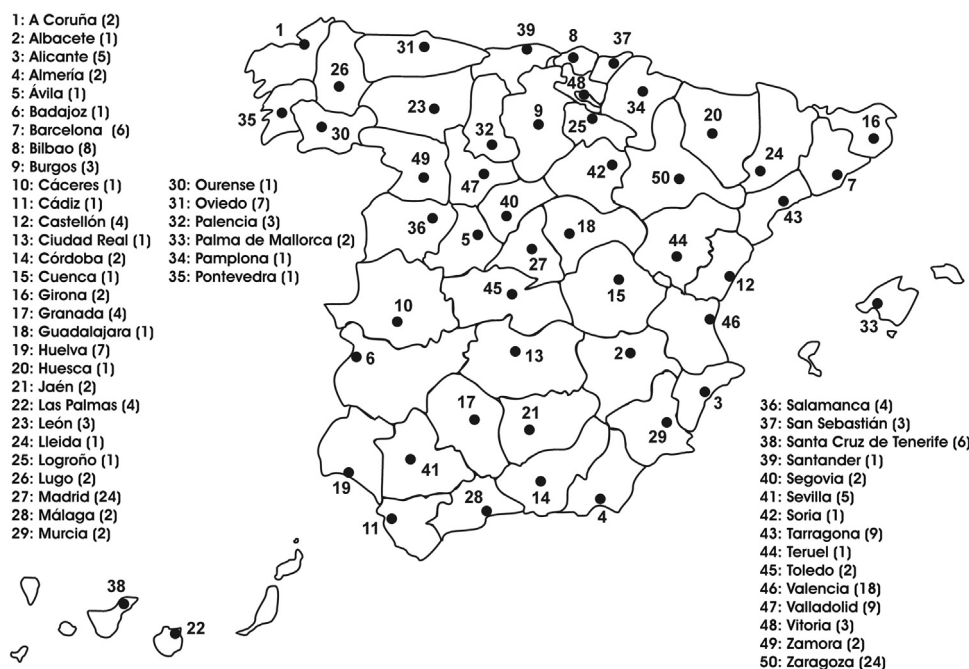 1: A Coruña (2)
2: Albacete (1)
3: Alicante (5)
4: Almería (2)
5: Ávila (1)
6: Badajoz (1)
7: Barcelona (6)
8: Bilbao (8)
9: Burgos (3)
10: Cáceres (1)
11: Cádiz (1)
12: Castellón (4)
13: Ciudad Real (1)
14: Córdoba (2)
15: Cuenca (1)
16: Girona (2)
17: Granada (4)
18: Guadalajara (1)
19: Huelva (7)
20: Huesca (1)
21: Jaén (2)
22: Las Palmas (4)
23: León (3)
24: Lleida (1)
25: Logroño (1)
26: Lugo (2)
27: Madrid (24)
28: Málaga (2)
29: Murcia (2)
30: Ourense (1)
31: Oviedo (7)
32: Palencia (3)
33: Palma de Mallorca (2)
34: Pamplona (1)
35: Pontevedra (1)
36: Salamanca (4)
37: San Sebastián (3)
38: Santa Cruz de Tenerife (6)
39: Santander (1)
40: Segovia (2)
41: Sevilla (5)
42: Soria (1)
43: Tarragona (9)
44: Teruel (1)
45: Toledo (2)
46: Valencia (18)
47: Valladolid (9)
48: Vitoria (3)
49: Zamora (2)
50: Zaragoza (24)
1
31
39
8
37
26
48
34
35
30
23
32
9
25
20
16
49
47
42
50
24
7
36
40
5
18
43
27
44
10
45
15
12
46
33
6
13
2
3
17
21
29
19
41
28
14
4
11
38
22